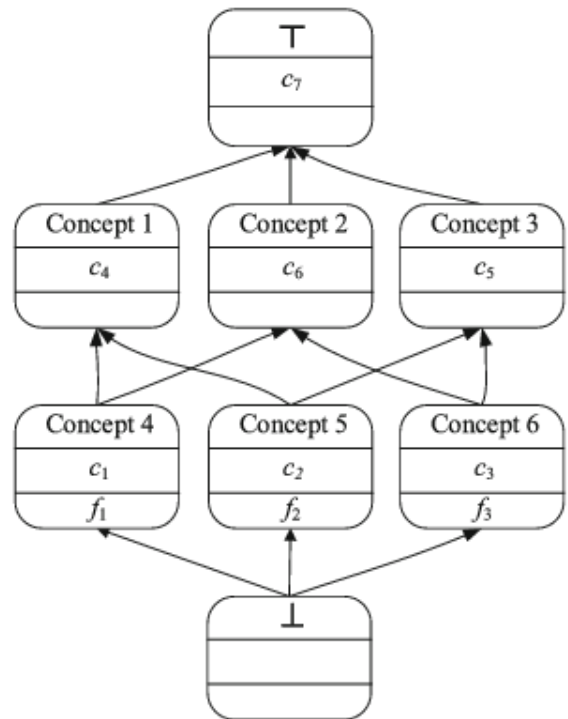 ⊤
c₇
Concept 1
Concept 2
Concept 3
c₄
c₆
c₅
Concept 4
Concept 5
Concept 6
c₁
c₂
c₃
f₁
f₂
f₃
⊥